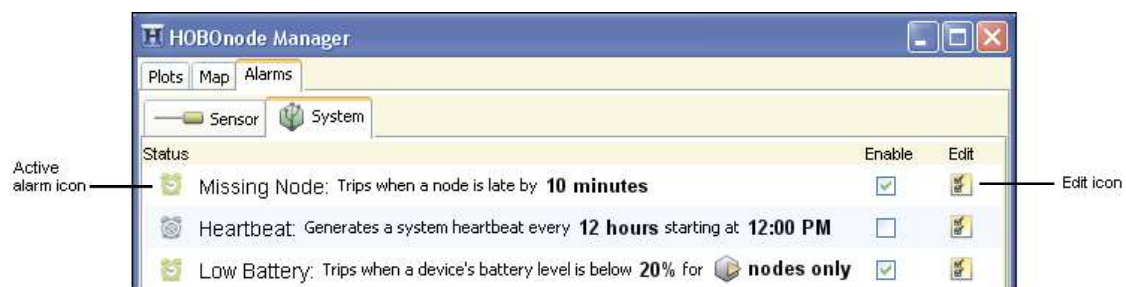 HOBOnode Manager
Plots Map Alarms
Sensor System
Status Enable Edit
Active
alarm icon
Missing Node: Trips when a node is late by 10 minutes
Edit icon
Heartbeat: Generates a system heartbeat every 12 hours starting at 12:00 PM
Low Battery: Trips when a device's battery level is below 20% for nodes only